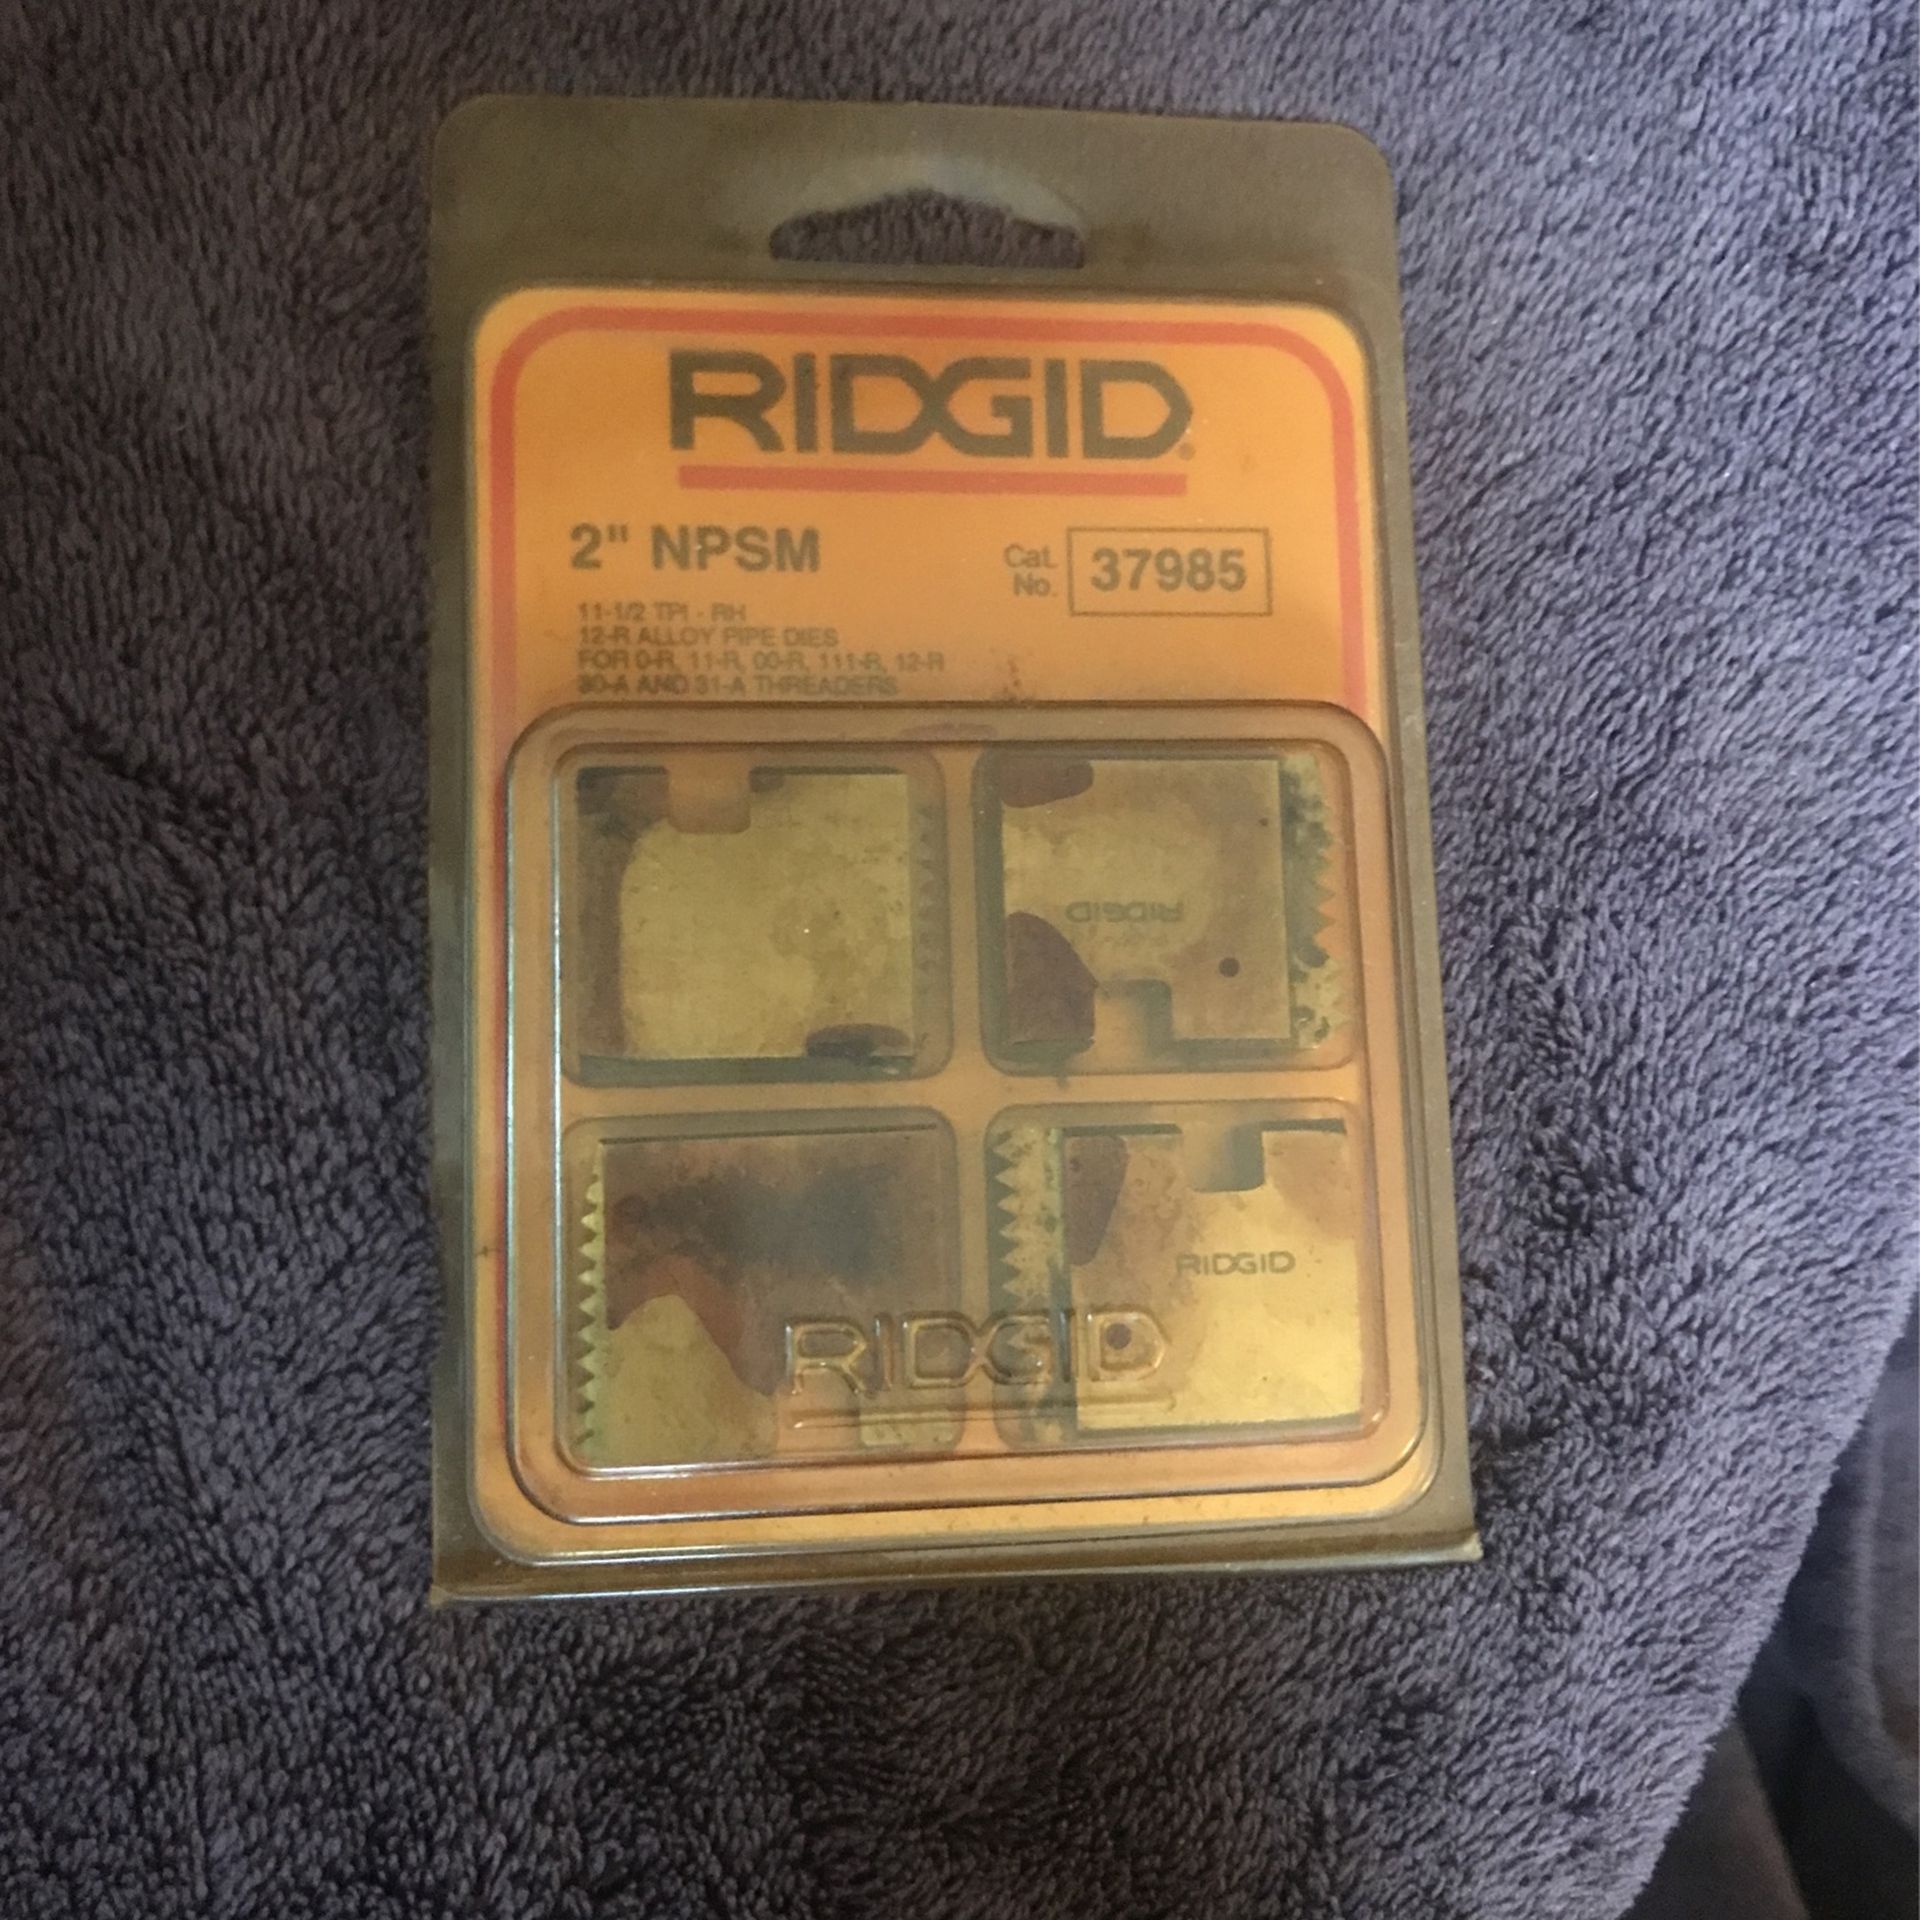 RIDGID®
2" NPSM
Cat. No. 37985
11-1/2 TPI - RH
12-R ALLOY PIPE DIES
FOR 0-R, 11-R, 00-R, 111-R, 12-R
30-A AND 31-A THREADERS
RIDGID
RIDGID
RIDGID